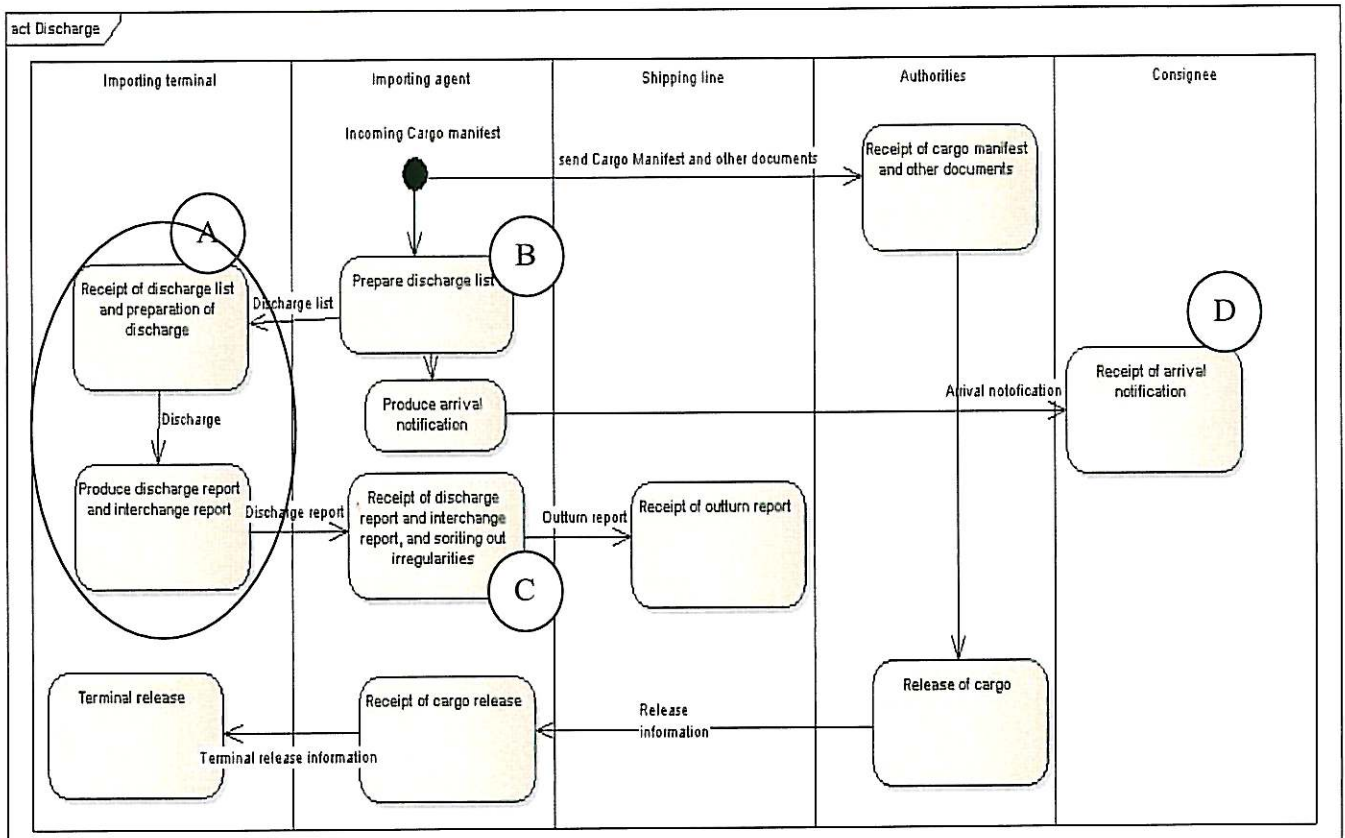 act Discharge
Importing terminal
Importing agent
Shipping line
Authorities
Consignee
Incoming Cargo manifest
send Cargo Manifest and other documents
Receipt of cargo manifest
and other documents
A
B
Receipt of discharge list
and preparation of
discharge
Discharge list
Prepare discharge list
D
Receipt of arrival
notification
Produce arrival
notification
Arrival notofication
Discharge
Produce discharge report
and interchange report
Discharge report
Receipt of discharge
report and interchange
report, and soriting out
irregularities
C
Outturn report
Receipt of outturn report
Terminal release
Terminal release information
Receipt of cargo release
Release
information
Release of cargo